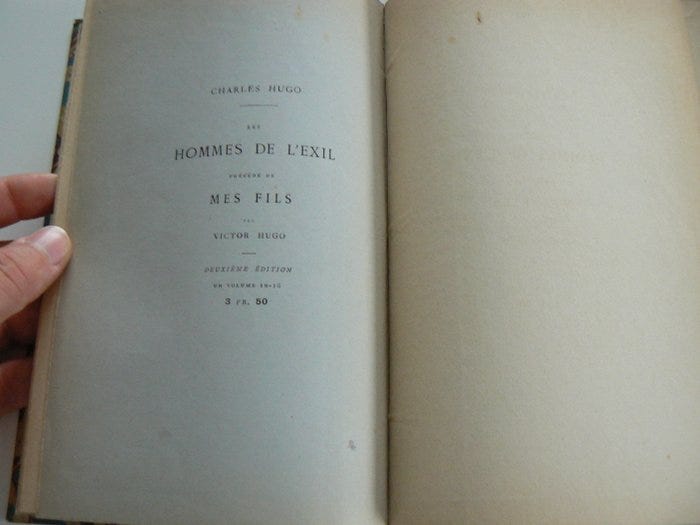 CHARLES HUGO
LES
HOMMES DE L'EXIL
PRÉCÉDÉ DE
MES FILS
PAR
VICTOR HUGO
DEUXIÈME ÉDITION
UN VOLUME IN-18
3 FR. 50